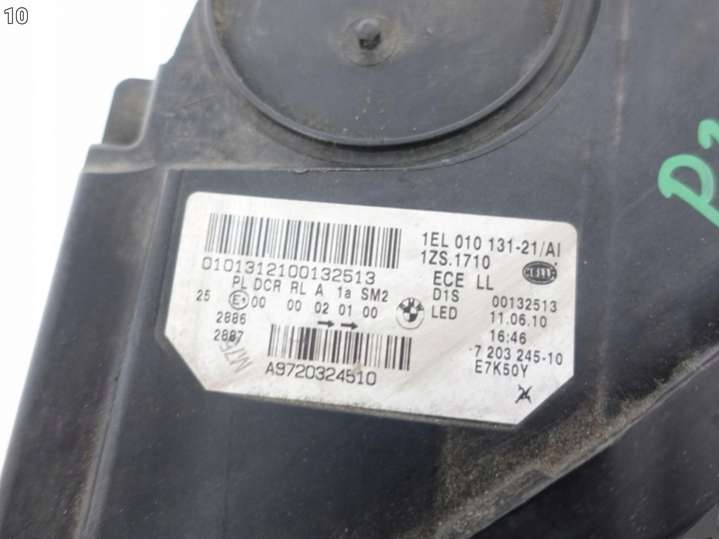 10
1EL 010 131-21/AI
1ZS.1710
HELLA
0101312100132513
ECE LL
PL DCR RL A 1a SM2
D1S 00132513
25 E1 00 00 02 01 00
LED 11.06.10
2886
16:46
2887
7 203 245-10
A9720324510
E7K50Y